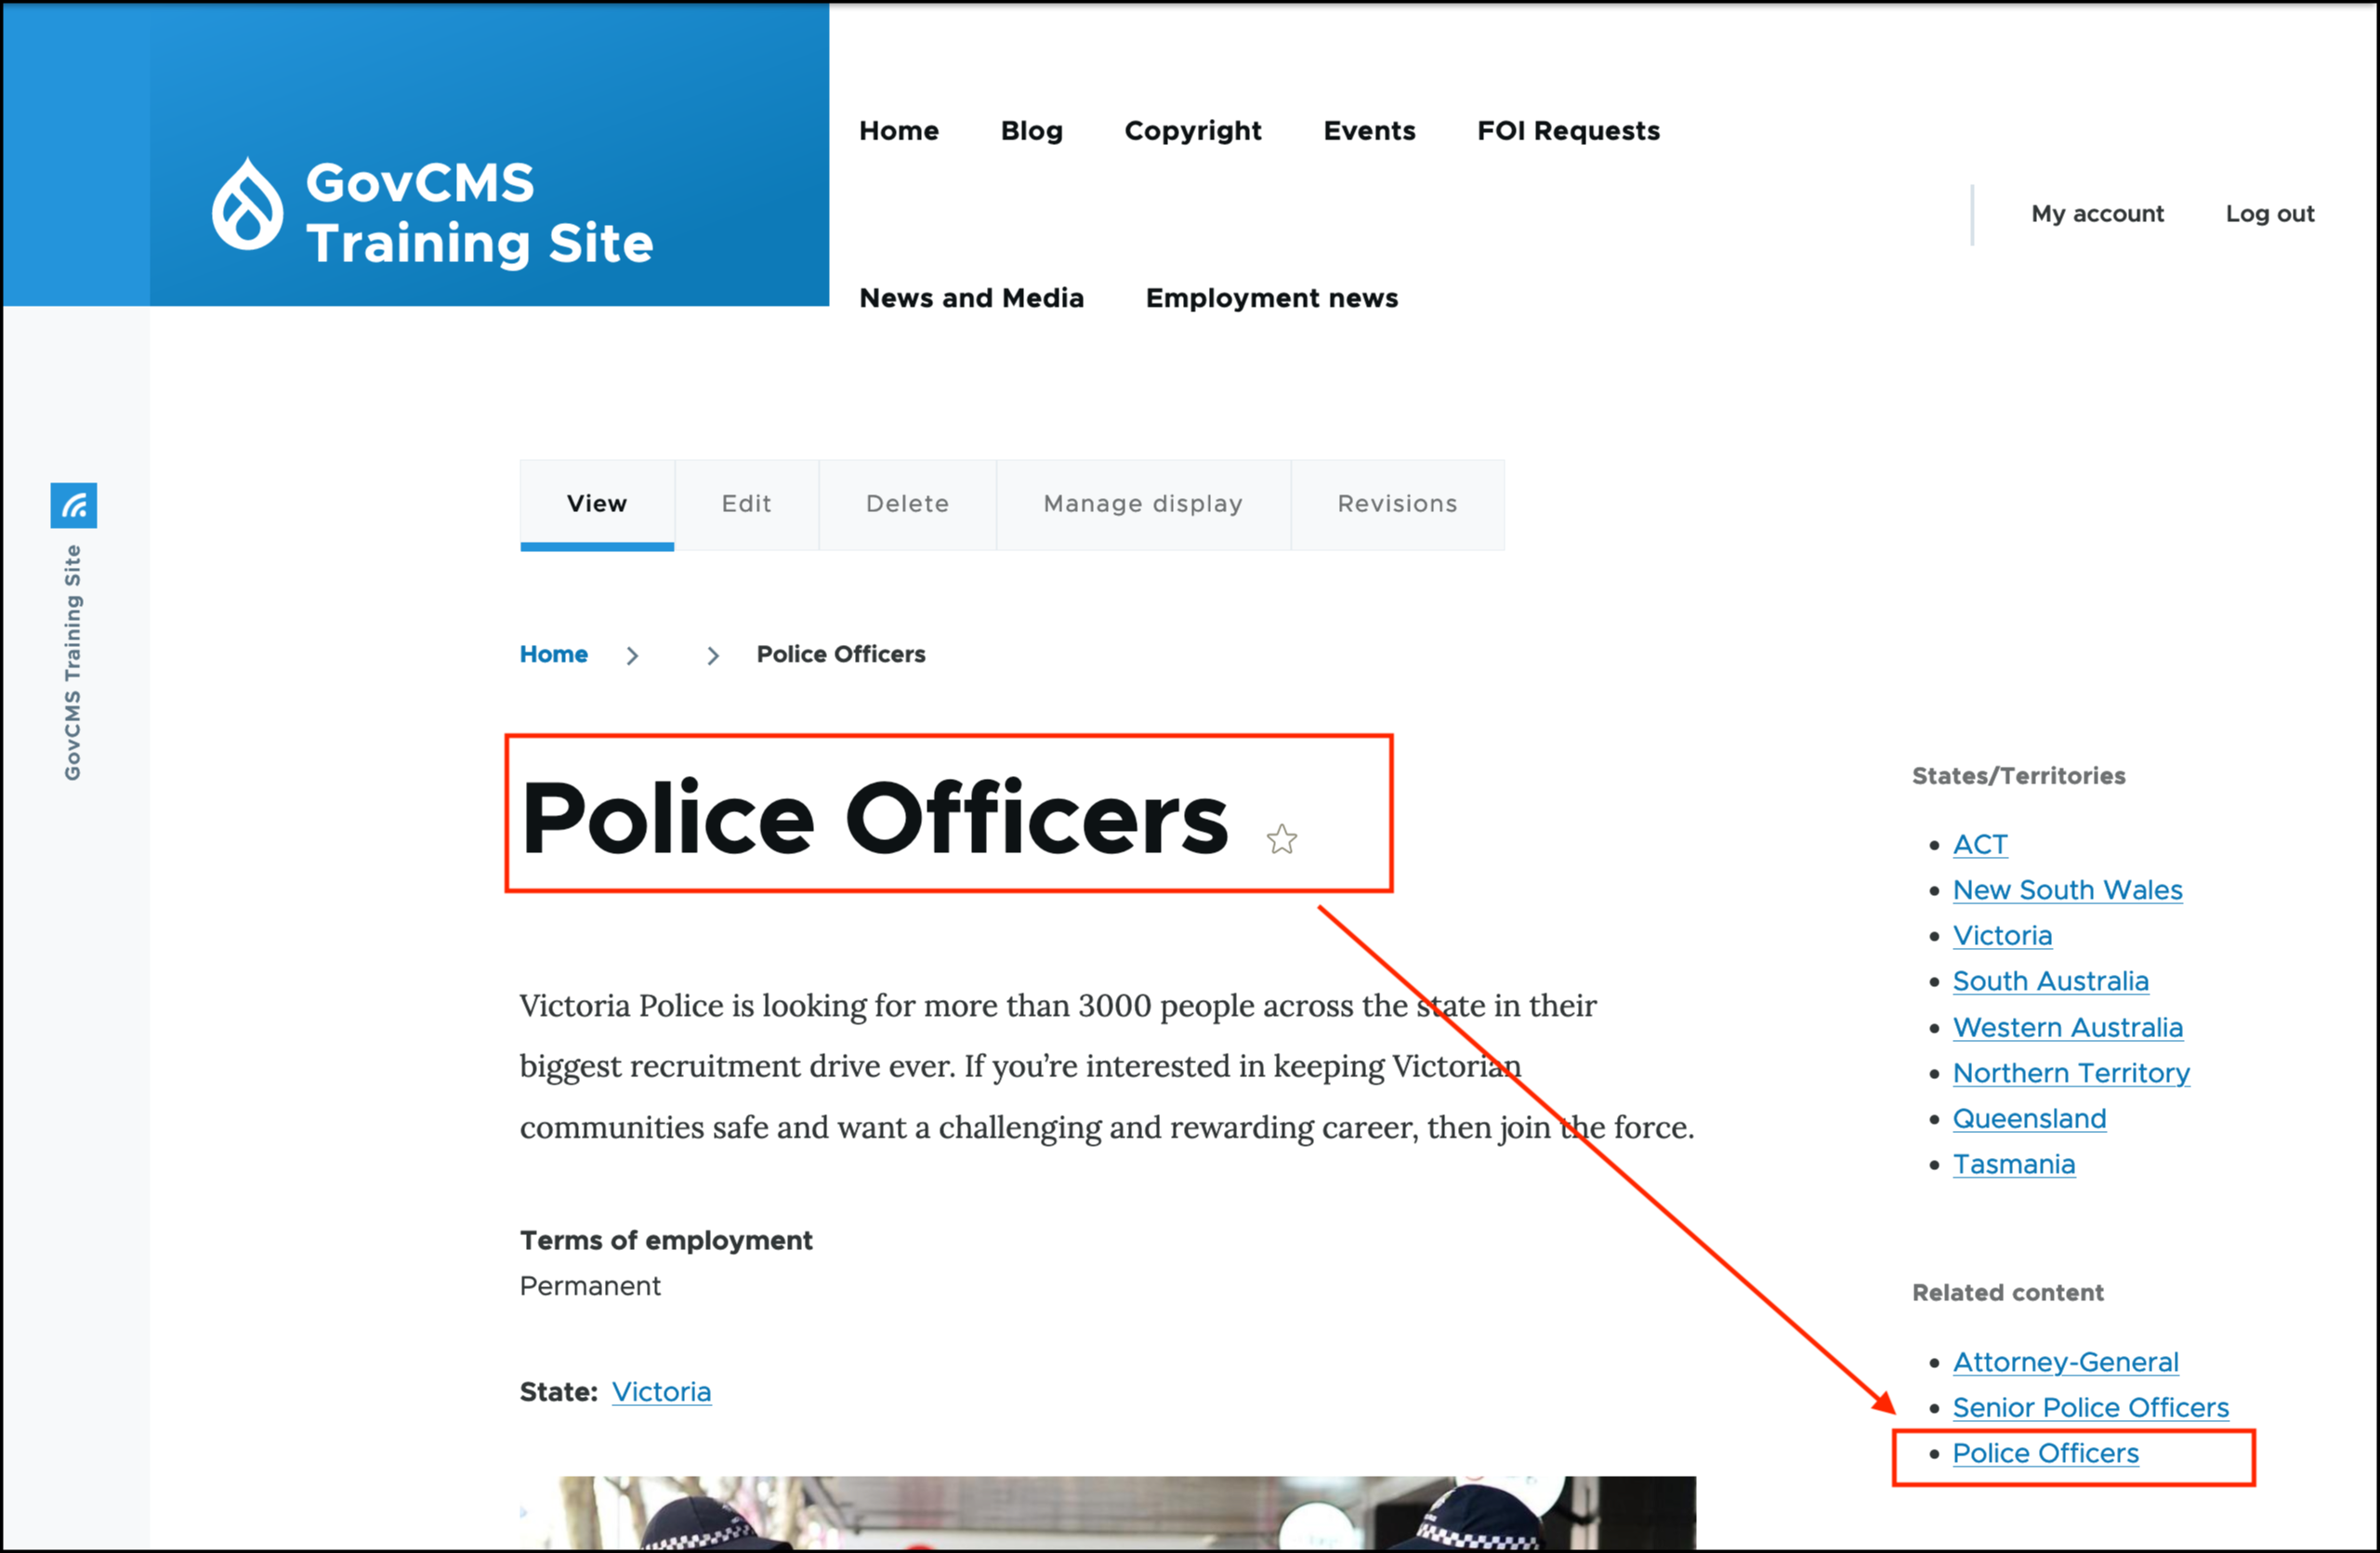 GovCMS
Training Site
Home
Blog
Copyright
Events
FOI Requests
News and Media
Employment news
My account
Log out
GovCMS Training Site
View
Edit
Delete
Manage display
Revisions
Home
Police Officers
Police Officers
Victoria Police is looking for more than 3000 people across the state in their
biggest recruitment drive ever. If you’re interested in keeping Victorian
communities safe and want a challenging and rewarding career, then join the force.
Terms of employment
Permanent
State: Victoria
States/Territories
ACT
New South Wales
Victoria
South Australia
Western Australia
Northern Territory
Queensland
Tasmania
Related content
Attorney-General
Senior Police Officers
Police Officers